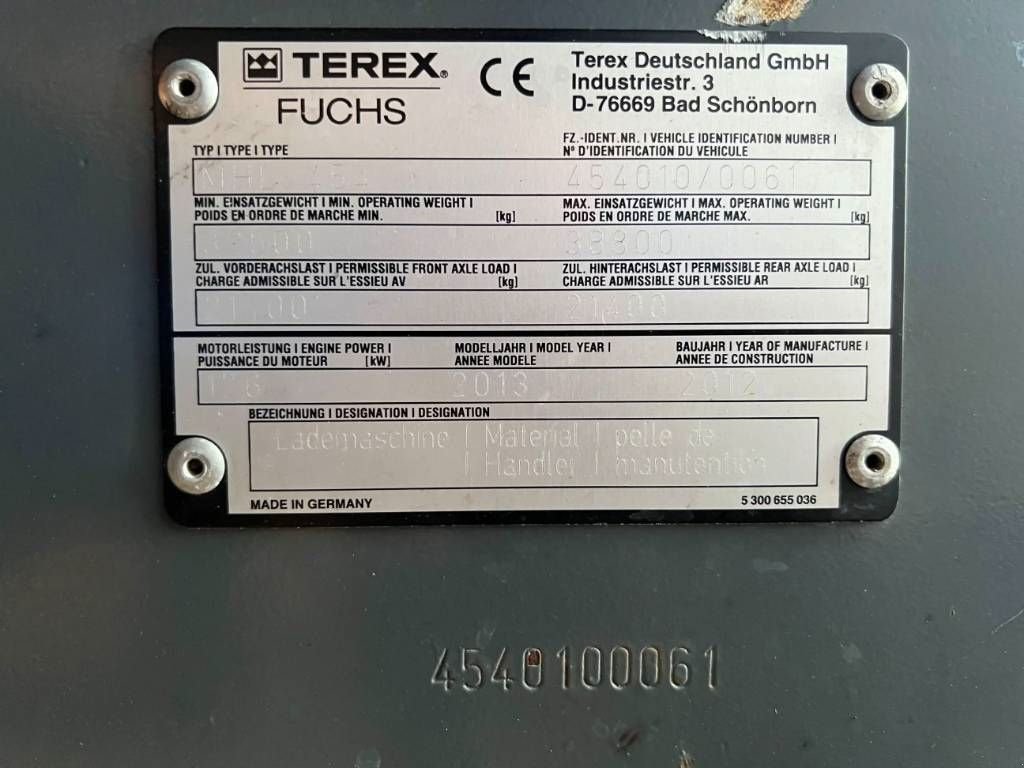 TEREX® CE Terex Deutschland GmbH
FUCHS Industriestr. 3
D-76669 Bad Schönborn
TYP I TYPE I TYPE
FZ.-IDENT.NR. I VEHICLE IDENTIFICATION NUMBER I
N° D'IDENTIFICATION DU VEHICULE
454010/0061
MIN. EINSATZGEWICHT I MIN. OPERATING WEIGHT I
POIDS EN ORDRE DE MARCHE MIN. [kg]
MAX. EINSATZGEWICHT I MAX. OPERATING WEIGHT I
POIDS EN ORDRE DE MARCHE MAX. [kg]
38300
ZUL. VORDERACHSLAST I PERMISSIBLE FRONT AXLE LOAD I
CHARGE ADMISSIBLE SUR L'ESSIEU AV [kg]
ZUL. HINTERACHSLAST I PERMISSIBLE REAR AXLE LOAD I
CHARGE ADMISSIBLE SUR L'ESSIEU AR [kg]
21400
MOTORLEISTUNG I ENGINE POWER I
PUISSANCE DU MOTEUR [kW]
MODELLJAHR I MODEL YEAR I
ANNEE MODELE
2013
BAUJAHR I YEAR OF MANUFACTURE I
ANNEE DE CONSTRUCTION
2012
BEZEICHNUNG I DESIGNATION I DESIGNATION
Lademaschine | Material | pelle de
| Handler | manutention
MADE IN GERMANY
5 300 655 036
4540100061